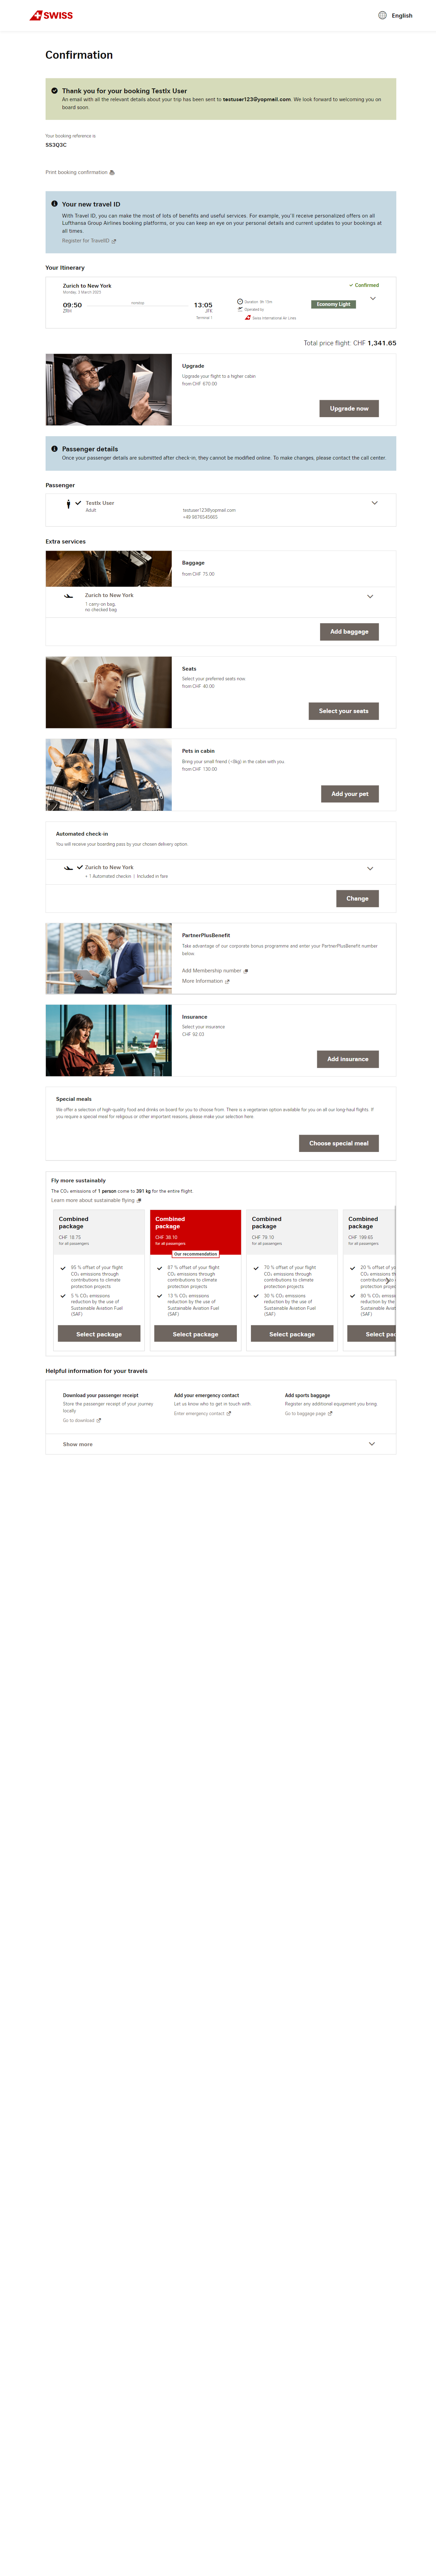 SWISS
English
Confirmation
Thank you for your booking TestIx User
An email with all the relevant details about your trip has been sent to testuser123@yopmail.com. We look forward to welcoming you on
board soon.
Your booking reference is
SS3Q3C
Print booking confirmation
Your new travel ID
With Travel ID, you can make the most of lots of benefits and useful services. For example, you'll receive personalized offers on all
Lufthansa Group Airlines booking platforms, or you can keep an eye on your personal details and current updates to your bookings at
all times.
Register for TravelID
Your Itinerary
Zurich to New York
Confirmed
Monday, 3 March 2025
09:50
nonstop
13:05
ZRH
JFK
Terminal 1
Duration: 9h 15m
Operated by
Swiss International Air Lines
Economy Light
Total price flight: CHF 1,341.65
Upgrade
Upgrade your flight to a higher cabin
from CHF 670.00
Upgrade now
Passenger details
Once your passenger details are submitted after check-in, they cannot be modified online. To make changes, please contact the call center.
Passenger
TestIx User
Adult
testuser123@yopmail.com
+49 9876545665
Extra services
Baggage
from CHF 75.00
Zurich to New York
1 carry-on bag,
no checked bag
Add baggage
Seats
Select your preferred seats now.
from CHF 40.00
Select your seats
Pets in cabin
Bring your small friend (<8kg) in the cabin with you
from CHF 130.00
Add your pet
Automated check-in
You will receive your boarding pass by your chosen delivery option.
Zurich to New York
+ 1 Automated checkin | Included in fare
Change
PartnerPlusBenefit
Take advantage of our corporate bonus programme and enter your PartnerPlusBenefit number
below.
Add Membership number
More Information
Insurance
Select your insurance
CHF 92.03
Add insurance
Special meals
We offer a selection of high-quality food and drinks on board for you to choose from. There is a vegetarian option available for you on all our long-haul flights. If
you require a special meal for religious or other important reasons, please make your selection here.
Choose special meal
Fly more sustainably
The CO₂ emissions of 1 person come to 391 kg for the entire flight.
Learn more about sustainable flying
Combined
package
CHF 18.75
for all passengers
95 % offset of your flight
CO₂ emissions through
contributions to climate
protection projects
5 % CO₂ emissions
reduction by the use of
Sustainable Aviation Fuel
(SAF)
Select package
Combined
package
CHF 38.10
for all passengers
Our recommendation
87 % offset of your flight
CO₂ emissions through
contributions to climate
protection projects
13 % CO₂ emissions
reduction by the use of
Sustainable Aviation Fuel
(SAF)
Select package
Combined
package
CHF 79.10
for all passengers
70 % offset of your flight
CO₂ emissions through
contributions to climate
protection projects
30 % CO₂ emissions
reduction by the use of
Sustainable Aviation Fuel
(SAF)
Select package
Combined
package
CHF 199.65
for all passengers
20 % offset of
CO₂ emissions
contributions
protection
80 % CO₂
reduction by the
Sustainable Aviation
(SAF)
Select
Helpful information for your travels
Download your passenger receipt
Store the passenger receipt of your journey
locally.
Go to download
Add your emergency contact
Let us know who to get in touch with.
Enter emergency contact
Add sports baggage
Register any additional equipment you bring.
Go to baggage page
Show more